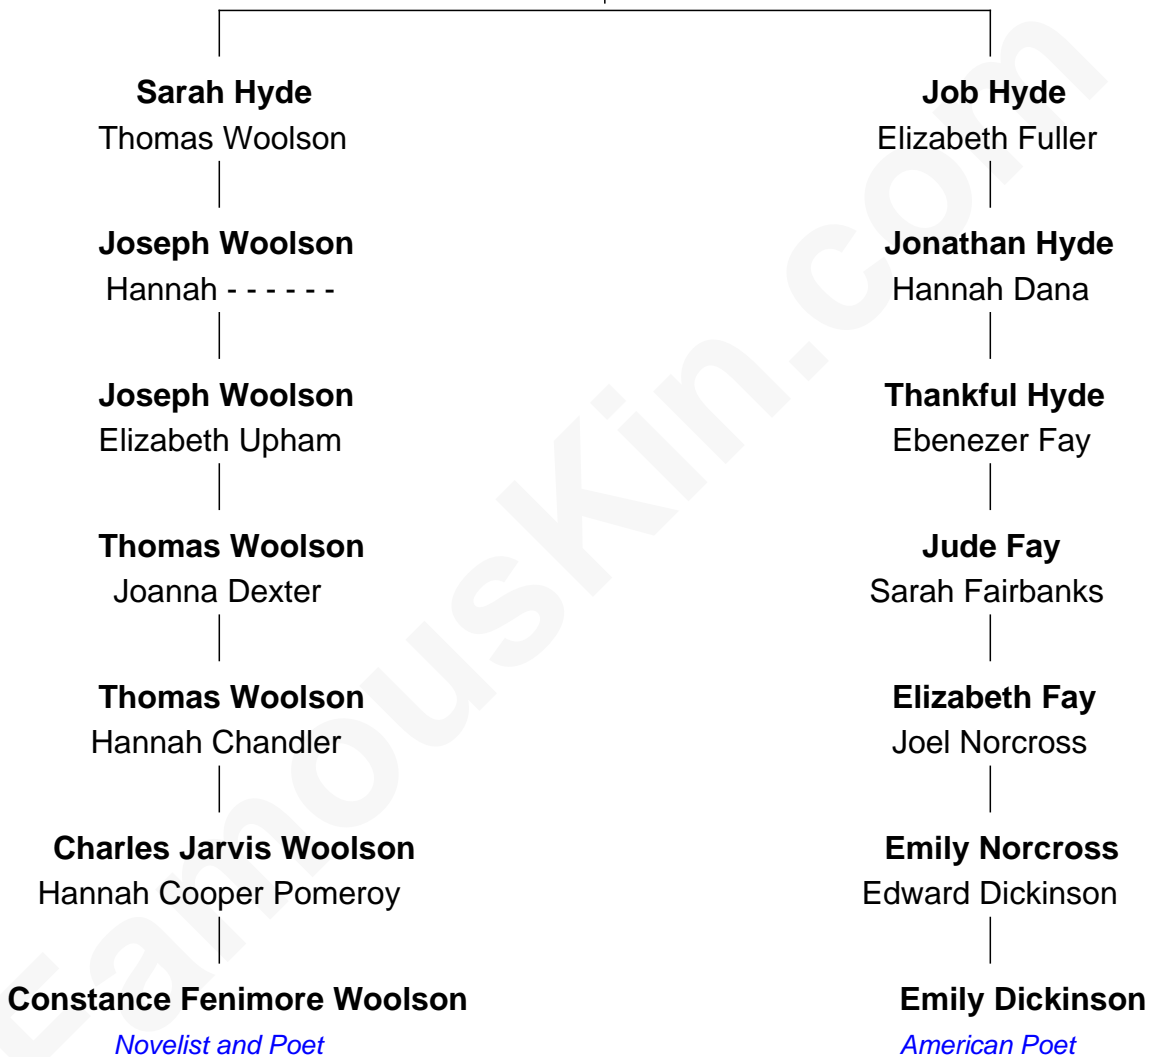 Sarah Hyde
Thomas Woolson
Joseph Woolson
Hannah - - - - - -
Joseph Woolson
Elizabeth Upham
Thomas Woolson
Joanna Dexter
Thomas Woolson
Hannah Chandler
Charles Jarvis Woolson
Hannah Cooper Pomeroy
Constance Fenimore Woolson
Novelist and Poet
Job Hyde
Elizabeth Fuller
Jonathan Hyde
Hannah Dana
Thankful Hyde
Ebenezer Fay
Jude Fay
Sarah Fairbanks
Elizabeth Fay
Joel Norcross
Emily Norcross
Edward Dickinson
Emily Dickinson
American Poet
FamousKin.com